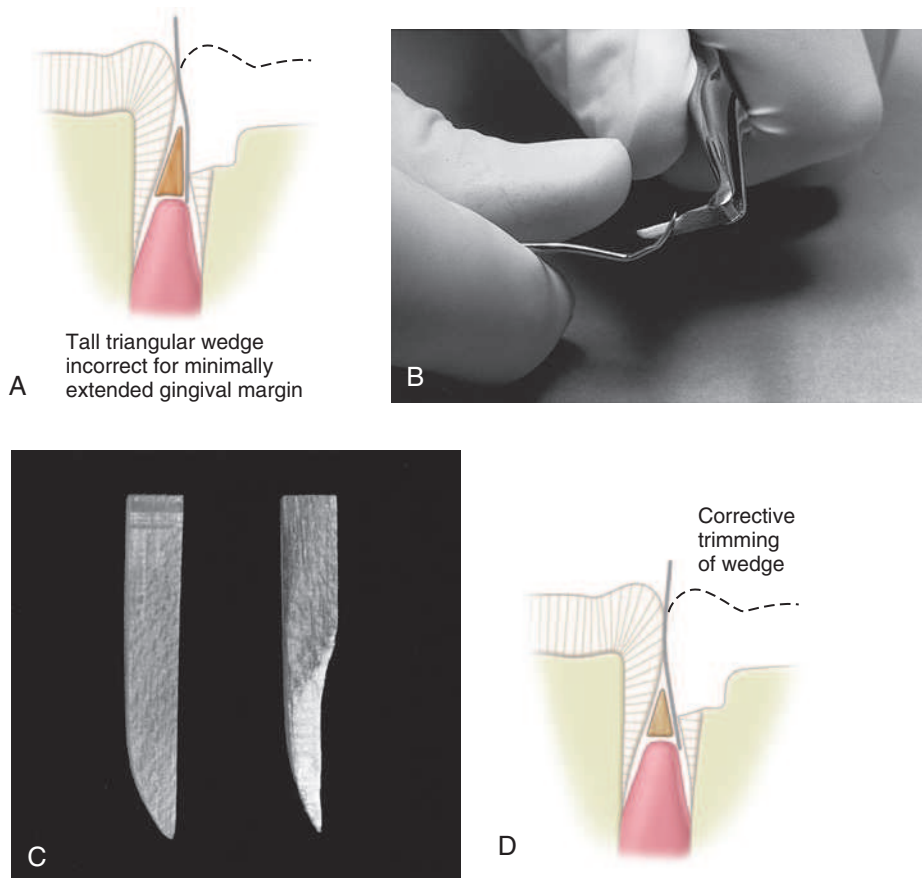 Tall triangular wedge
incorrect for minimally
extended gingival margin
A
B
C
Corrective
trimming
of wedge
D